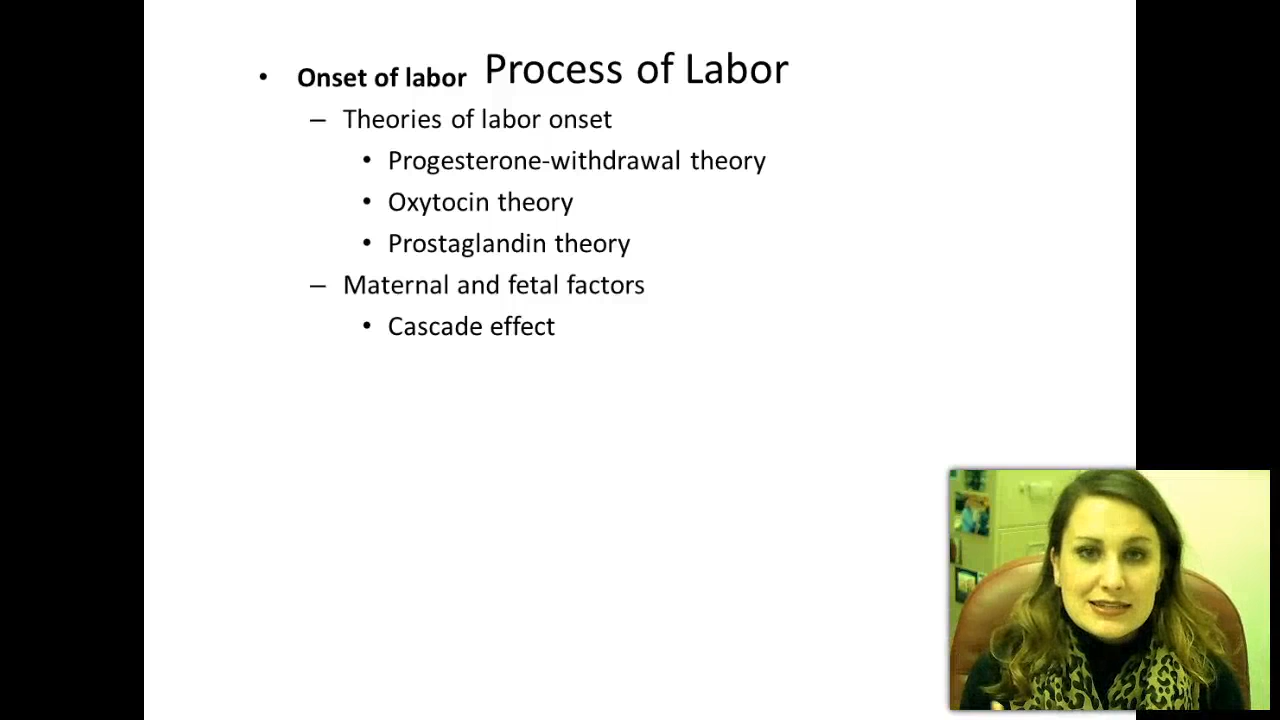 Process of Labor
• Onset of labor
– Theories of labor onset
• Progesterone-withdrawal theory
• Oxytocin theory
• Prostaglandin theory
– Maternal and fetal factors
• Cascade effect